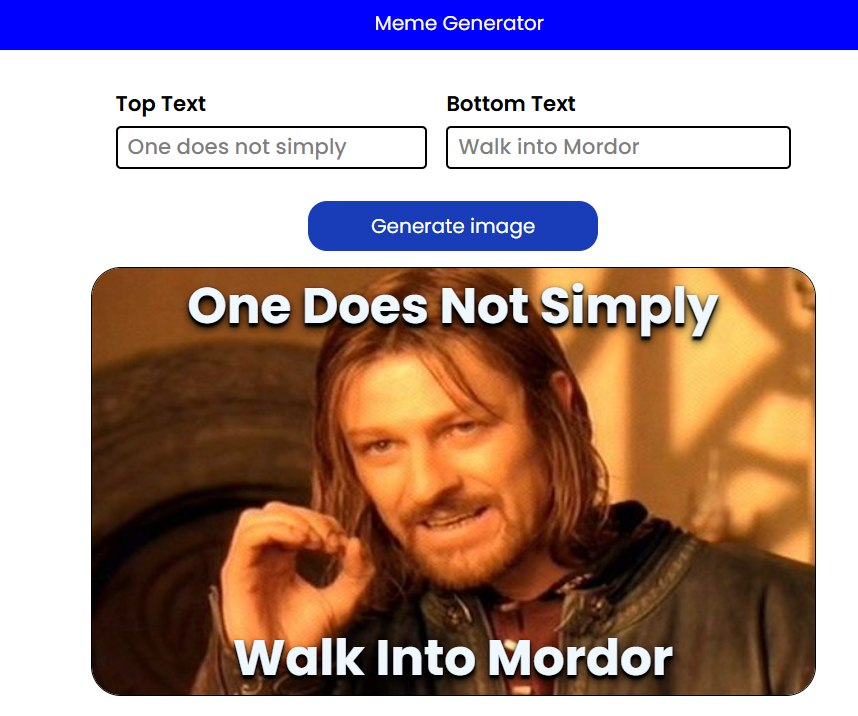 Meme Generator
Top Text
Bottom Text
One does not simply
Walk into Mordor
Generate image
One Does Not Simply
Walk Into Mordor